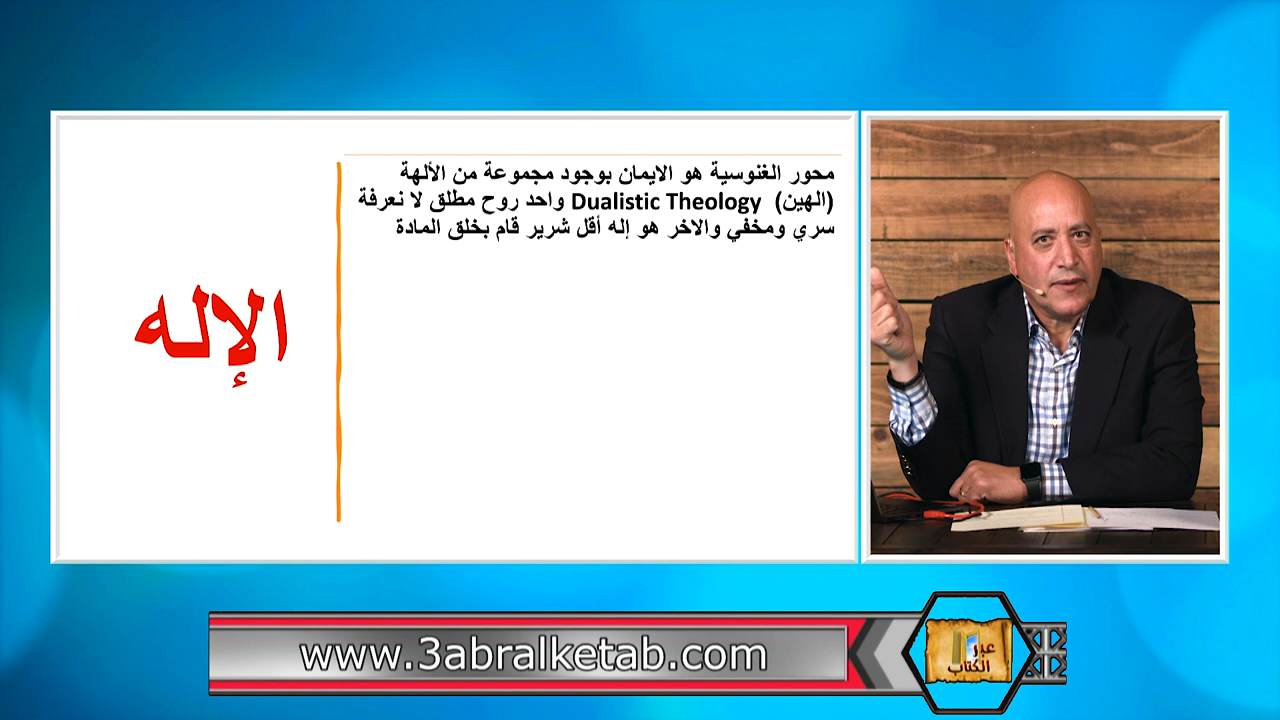 محور الغنوسية هو الايمان بوجود مجموعة من الألهة
(الهين) Dualistic Theology واحد روح مطلق لا نعرفة
سري ومخفي والاخر هو إله أقل شرير قام بخلق المادة
الإله
www.3abralketab.com
عبر
الكتاب